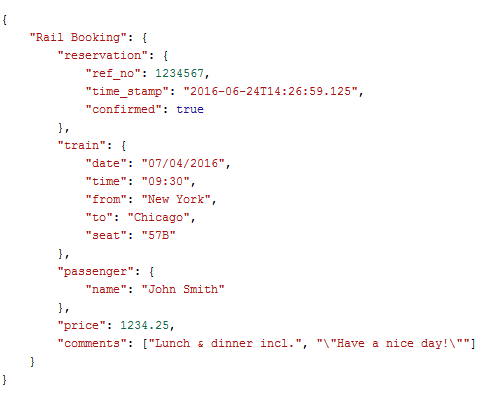 {
    "Rail Booking": {
        "reservation": {
            "ref_no": 1234567,
            "time_stamp": "2016-06-24T14:26:59.125",
            "confirmed": true
        },
        "train": {
            "date": "07/04/2016",
            "time": "09:30",
            "from": "New York",
            "to": "Chicago",
            "seat": "57B"
        },
        "passenger": {
            "name": "John Smith"
        },
        "price": 1234.25,
        "comments": ["Lunch & dinner incl.", "\"Have a nice day!\""]
    }
}